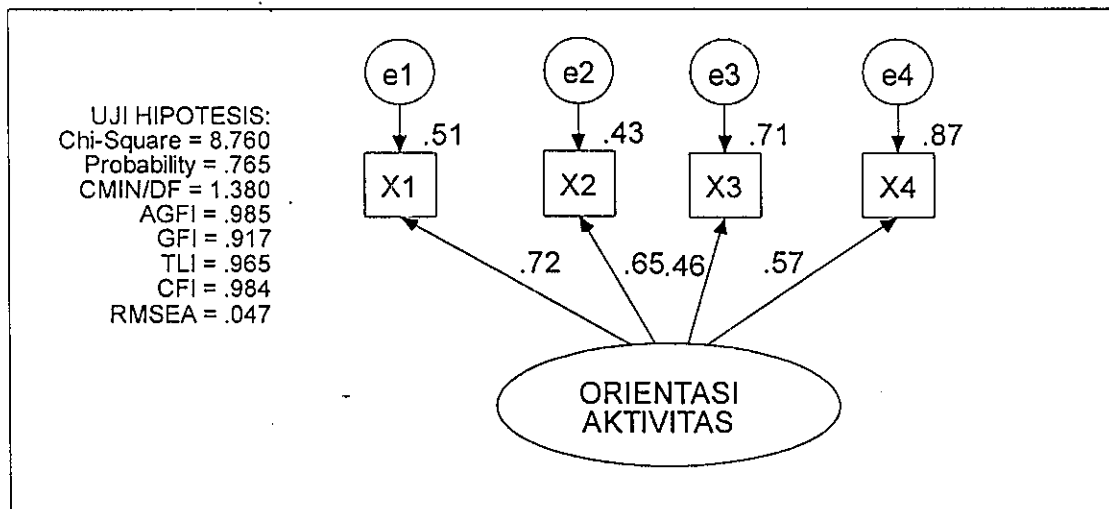 e1 e2 e3 e4
UJI HIPOTESIS:
Chi-Square = 8.760
Probability = .765
CMIN/DF = 1.380
AGFI = .985
GFI = .917
TLI = .965
CFI = .984
RMSEA = .047
.51 .43 .71 .87
X1 X2 X3 X4
.72 .65 .46 .57
ORIENTASI
AKTIVITAS